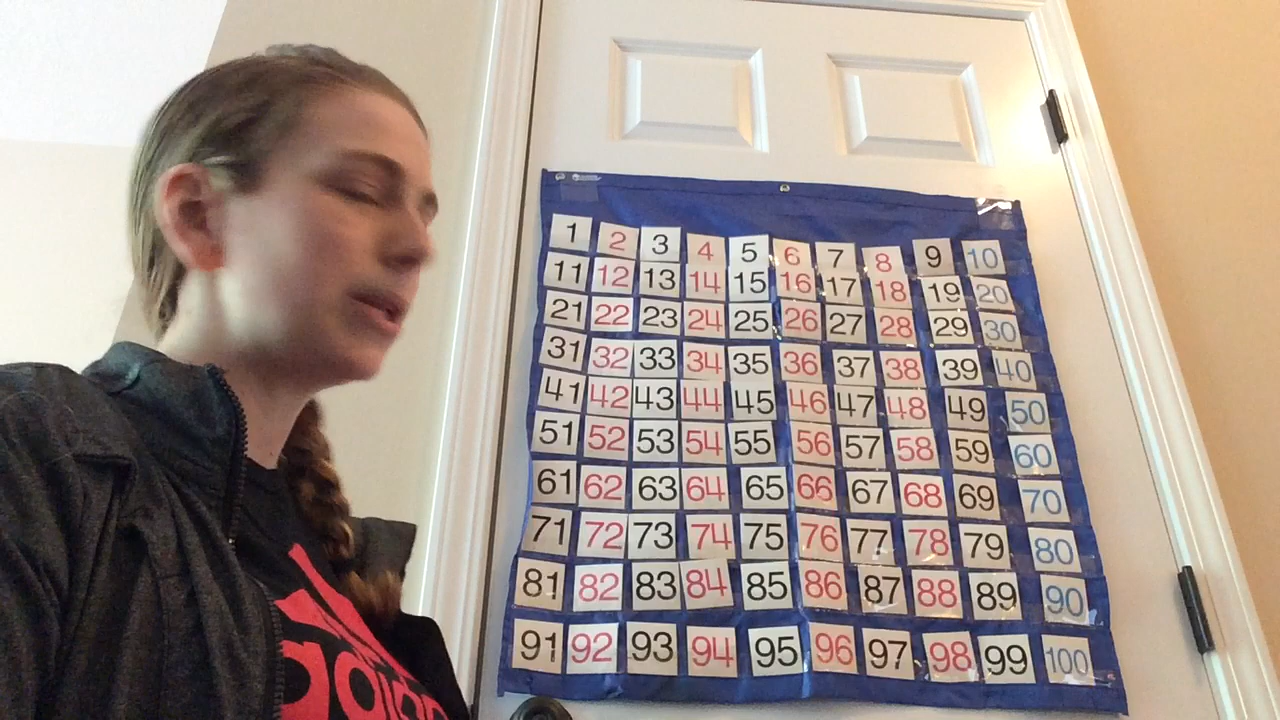 1 2 3 4 5 6 7 8 9 10
11 12 13 14 15 16 17 18 19 20
21 22 23 24 25 26 27 28 29 30
31 32 33 34 35 36 37 38 39 40
41 42 43 44 45 46 47 48 49 50
51 52 53 54 55 56 57 58 59 60
61 62 63 64 65 66 67 68 69 70
71 72 73 74 75 76 77 78 79 80
81 82 83 84 85 86 87 88 89 90
91 92 93 94 95 96 97 98 99 100